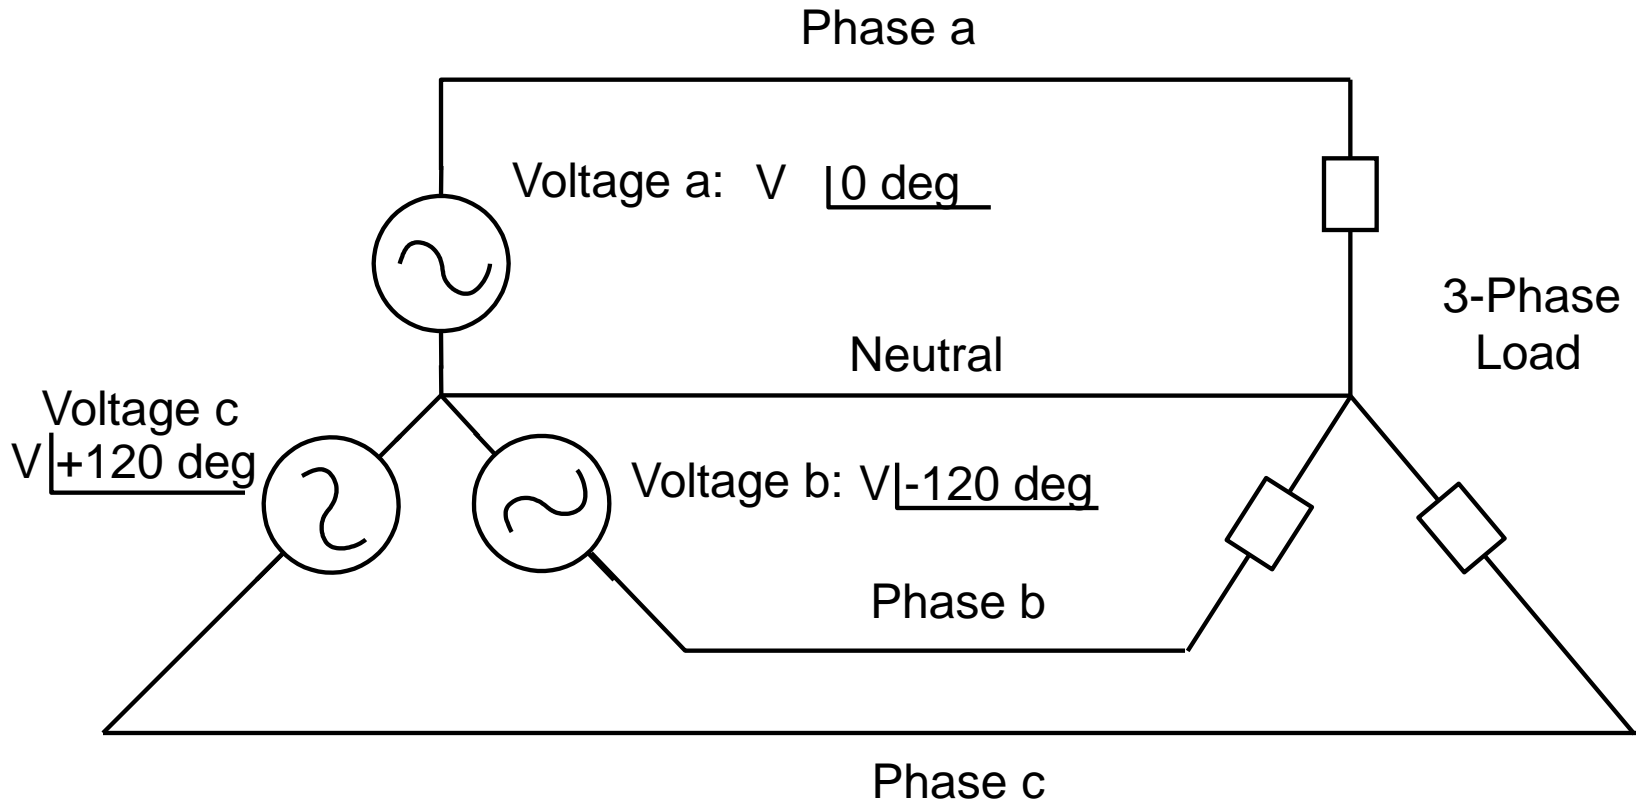 Phase a
Voltage a: V 0 deg
3-Phase
Load
Neutral
Voltage c
V +120 deg
Voltage b: V -120 deg
Phase b
Phase c